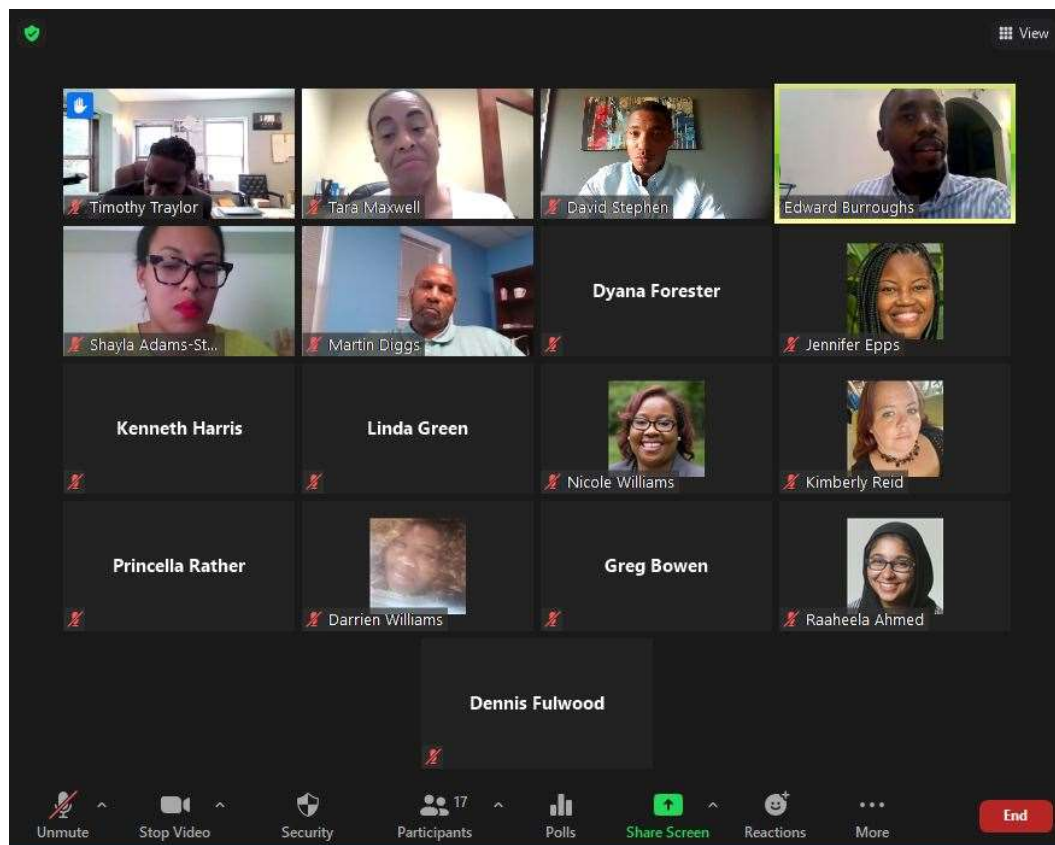 View
Timothy Traylor
Tara Maxwell
David Stephen
Edward Burroughs
Shayla Adams-St...
Martin Diggs
Dyana Forester
Jennifer Epps
Kenneth Harris
Linda Green
Nicole Williams
Kimberly Reid
Princella Rather
Darrien Williams
Greg Bowen
Raaheela Ahmed
Dennis Fulwood
17
Unmute
Stop Video
Security
Participants
Polls
Share Screen
Reactions
More
End